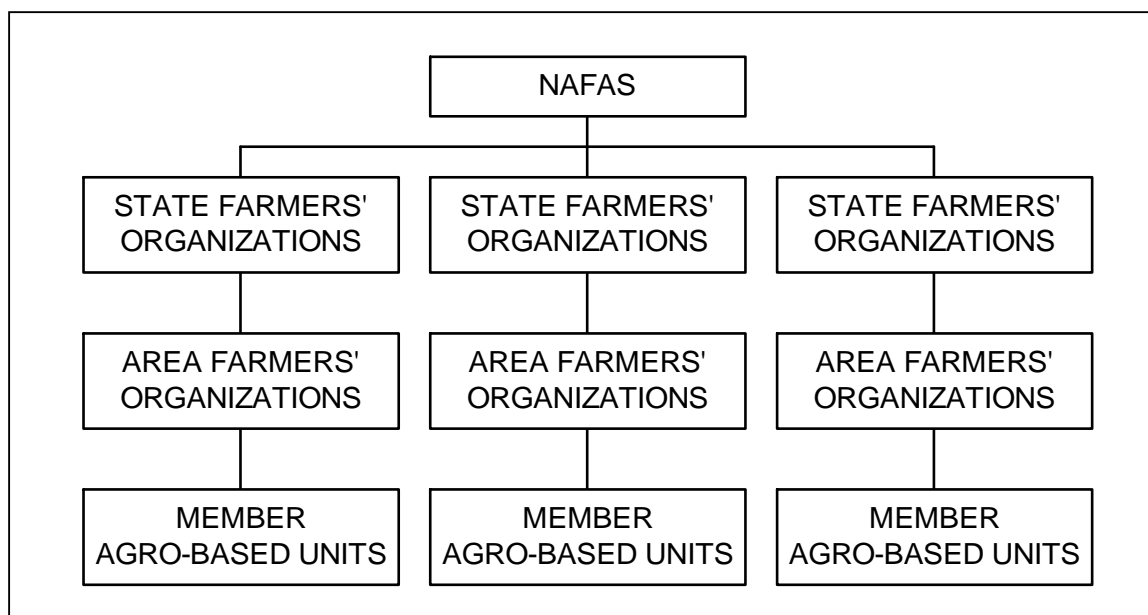 NAFAS
STATE FARMERS'
ORGANIZATIONS
STATE FARMERS'
ORGANIZATIONS
STATE FARMERS'
ORGANIZATIONS
AREA FARMERS'
ORGANIZATIONS
AREA FARMERS'
ORGANIZATIONS
AREA FARMERS'
ORGANIZATIONS
MEMBER
AGRO-BASED UNITS
MEMBER
AGRO-BASED UNITS
MEMBER
AGRO-BASED UNITS